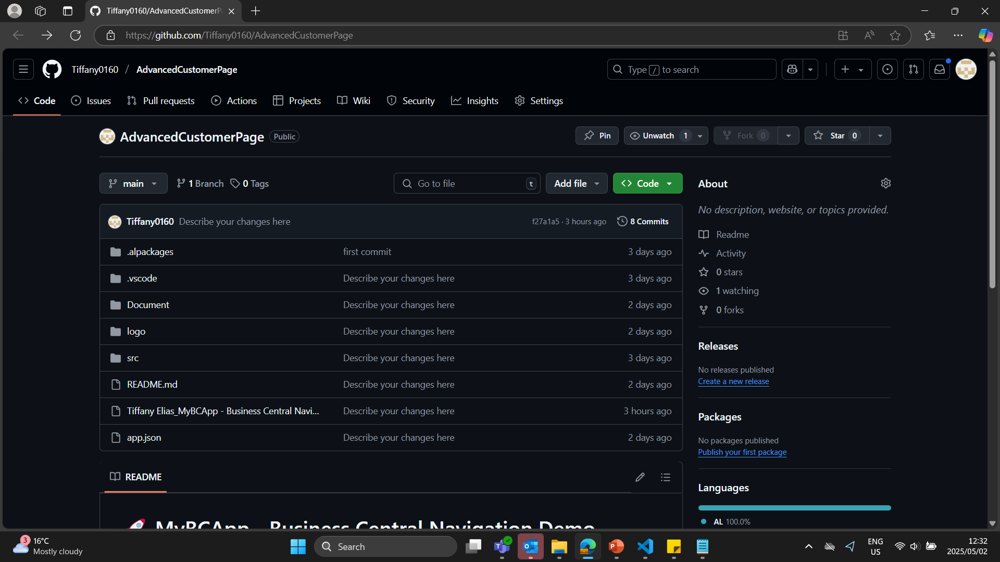 Tiffany0160/AdvancedCustomerP
https://github.com/Tiffany0160/AdvancedCustomerPage
Tiffany0160 / AdvancedCustomerPage
Type / to search
Code
Issues
Pull requests
Actions
Projects
Wiki
Security
Insights
Settings
AdvancedCustomerPage Public
Pin
Unwatch 1
Fork 0
Star 0
main
1 Branch
0 Tags
Go to file t
Add file
Code
Tiffany0160 Describe your changes here f27a1a5 · 3 hours ago 8 Commits
.alpackages first commit 3 days ago
.vscode Describe your changes here 3 days ago
Document Describe your changes here 2 days ago
logo Describe your changes here 2 days ago
src Describe your changes here 3 days ago
README.md Describe your changes here 2 days ago
Tiffany Elias_MyBCApp - Business Central Navi... Describe your changes here 3 hours ago
app.json Describe your changes here 2 days ago
README
MyBCApp – Business Central Navigation Demo
About
No description, website, or topics provided.
Readme
Activity
0 stars
1 watching
0 forks
Releases
No releases published
Create a new release
Packages
No packages published
Publish your first package
Languages
AL 100.0%
3
16°C
Mostly cloudy
Search
ENG
US
12:32
2025/05/02